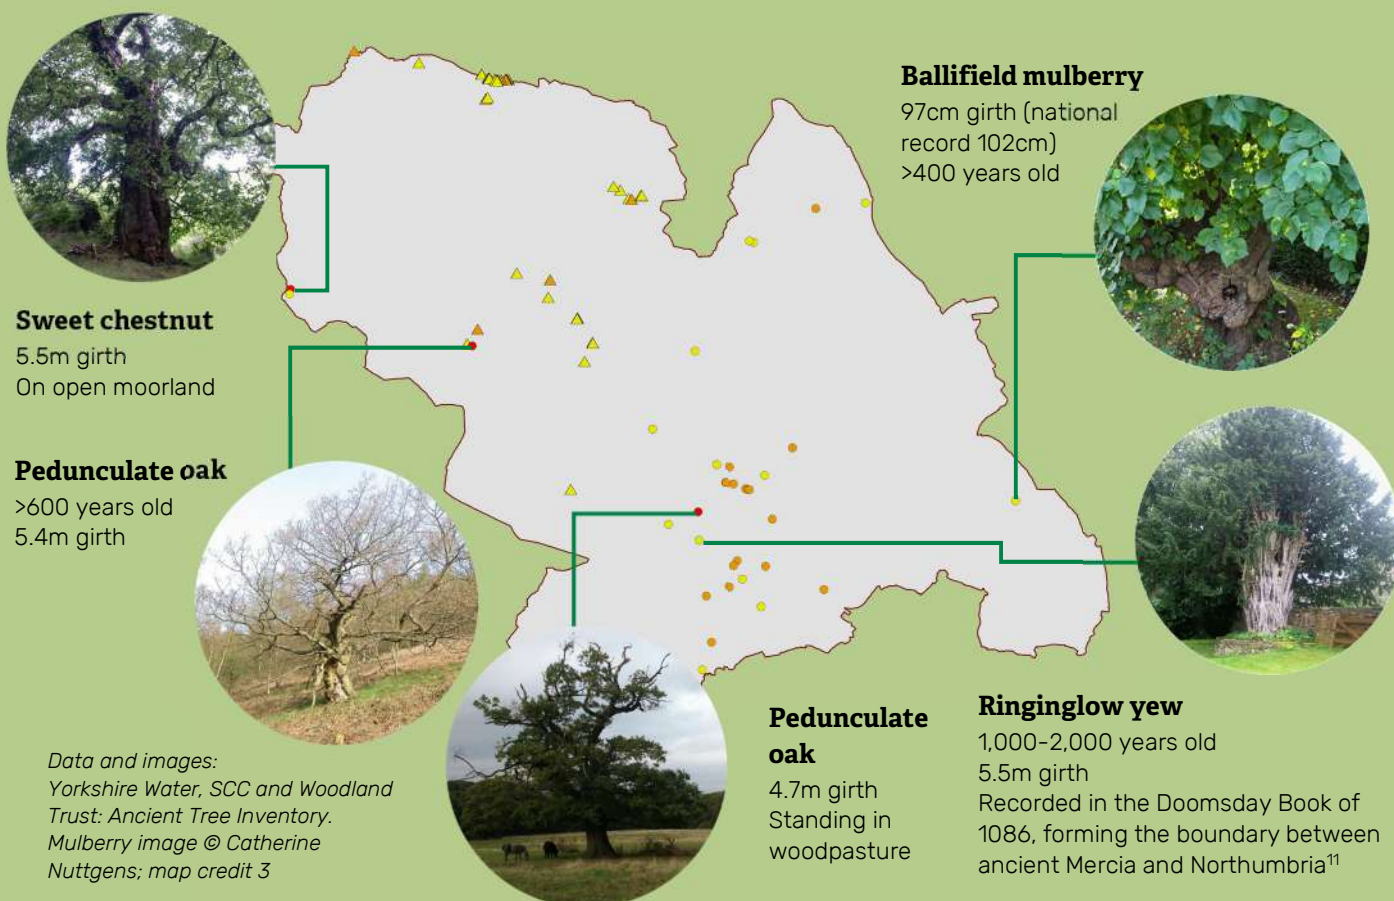 Ballifield mulberry
97cm girth (national
record 102cm)
>400 years old
Sweet chestnut
5.5m girth
On open moorland
Pedunculate oak
>600 years old
5.4m girth
Pedunculate
oak
4.7m girth
Standing in
woodpasture
Ringinglow yew
1,000-2,000 years old
5.5m girth
Recorded in the Doomsday Book of
1086, forming the boundary between
ancient Mercia and Northumbria¹¹
Data and images:
Yorkshire Water, SCC and Woodland
Trust: Ancient Tree Inventory.
Mulberry image © Catherine
Nuttgens; map credit 3